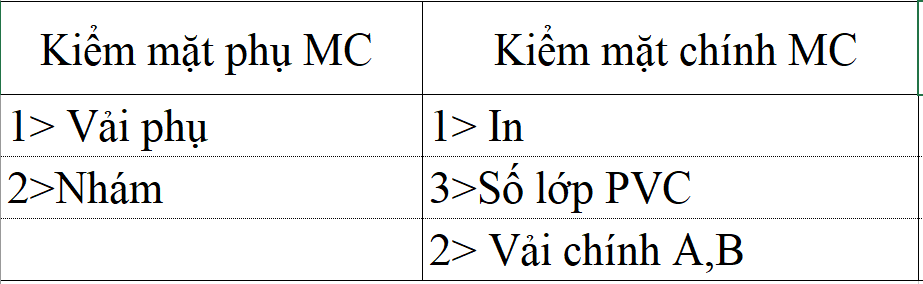 Kiểm mặt phụ MC
Kiểm mặt chính MC
1> Vải phụ
1> In
2>Nhám
3>Số lớp PVC
2> Vải chính A,B